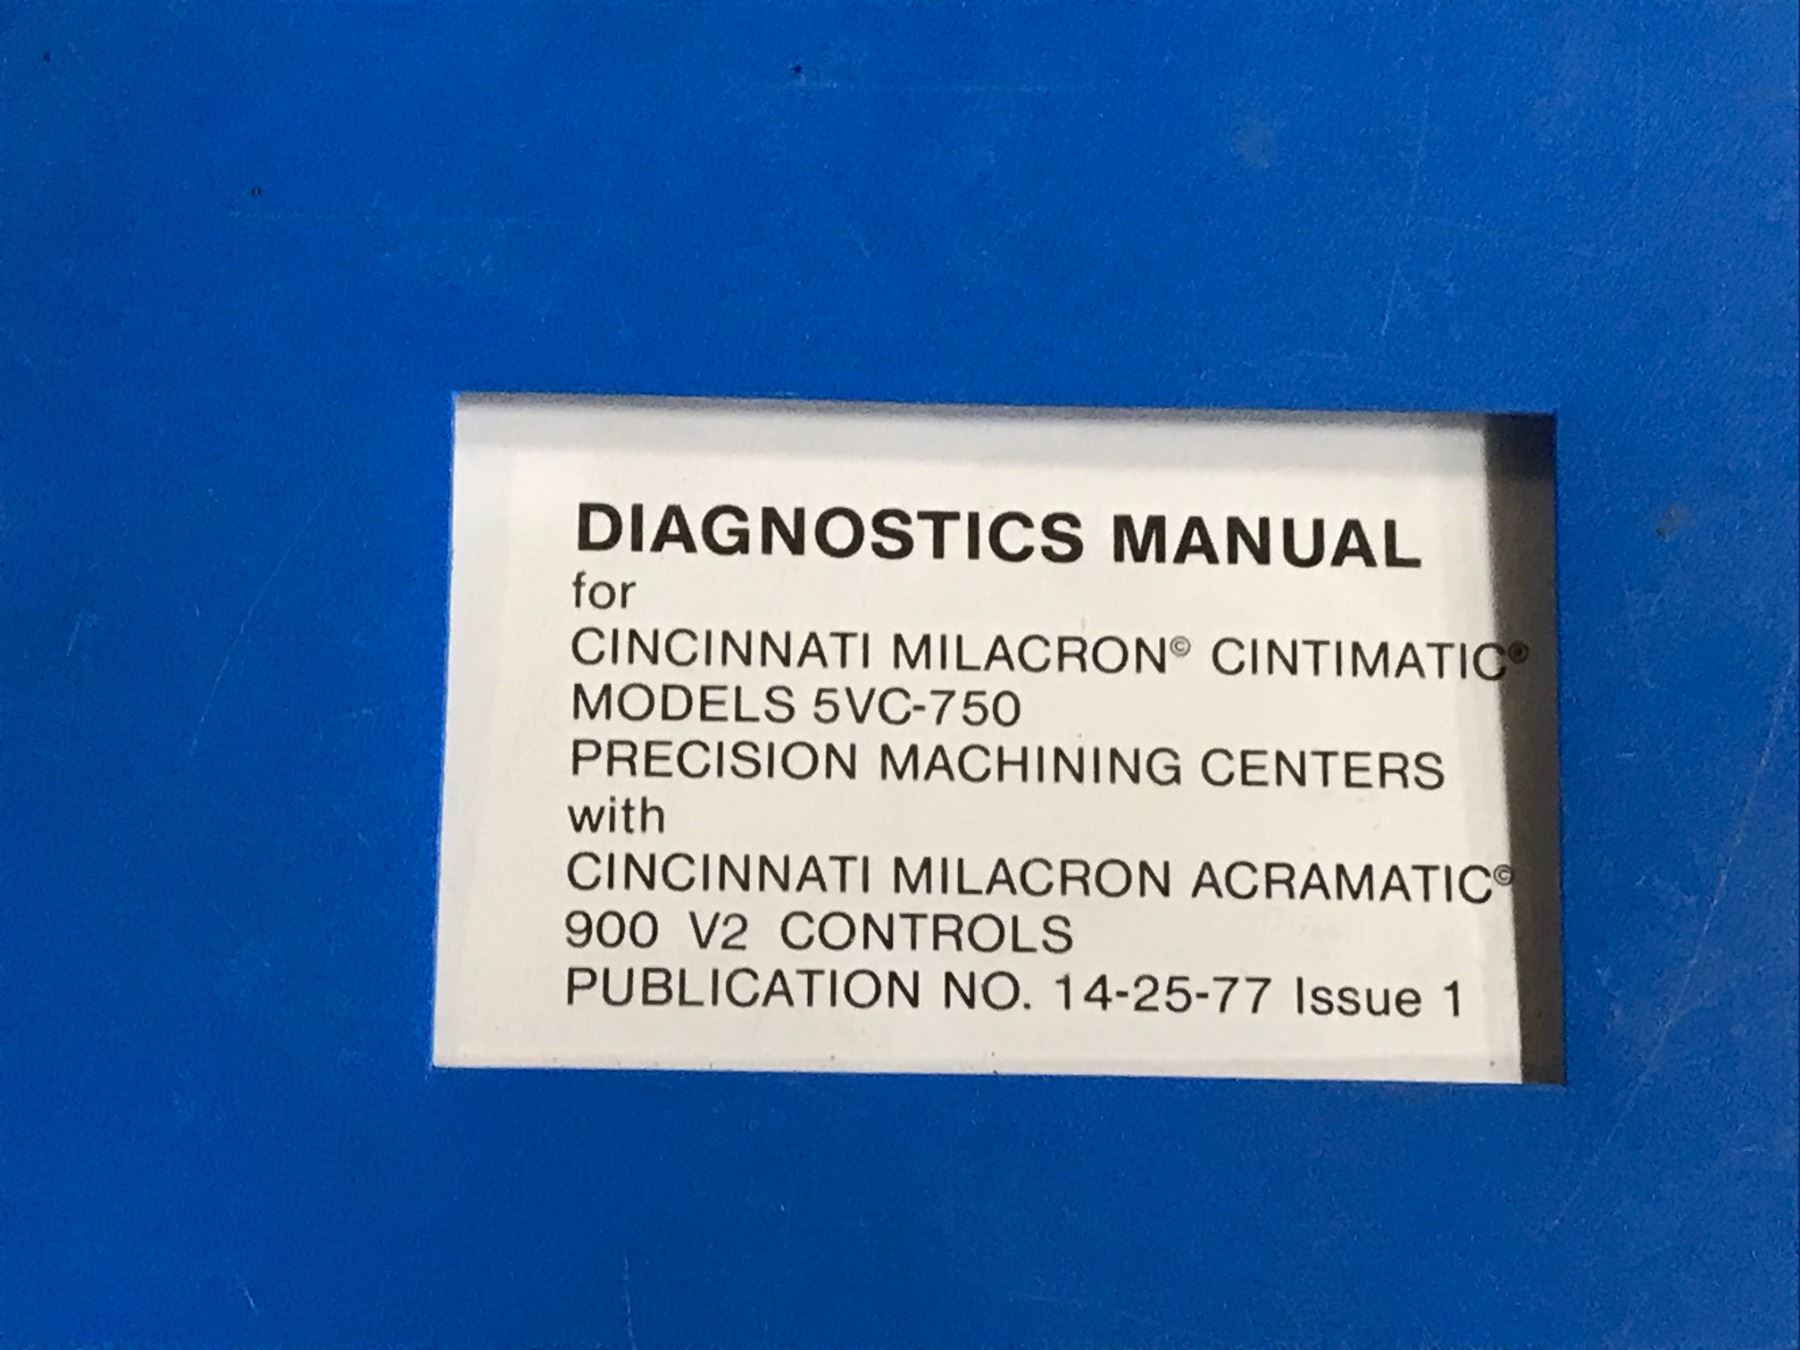 DIAGNOSTICS MANUAL
for
CINCINNATI MILACRON© CINTIMATIC®
MODELS 5VC-750
PRECISION MACHINING CENTERS
with
CINCINNATI MILACRON ACRAMATIC©
900 V2 CONTROLS
PUBLICATION NO. 14-25-77 Issue 1